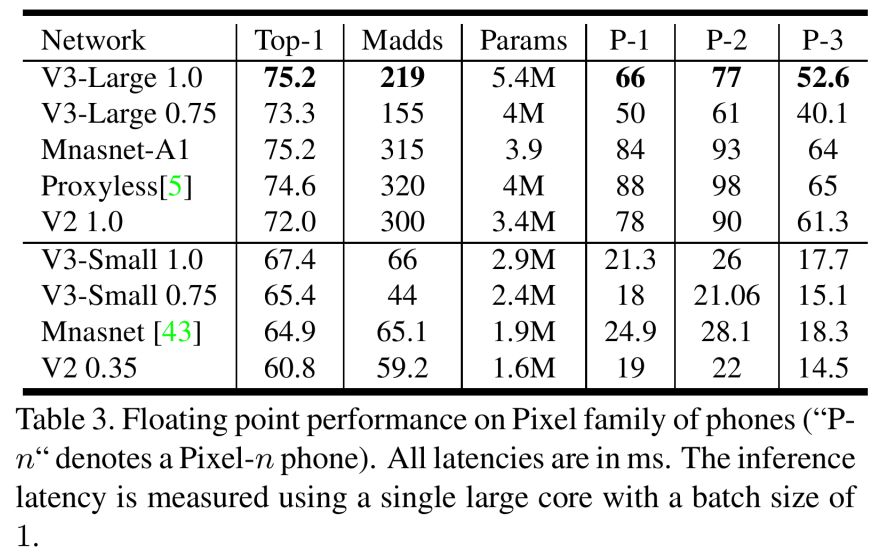 Network Top-1 Madds Params P-1 P-2 P-3
V3-Large 1.0 75.2 219 5.4M 66 77 52.6
V3-Large 0.75 73.3 155 4M 50 61 40.1
Mnasnet-A1 75.2 315 3.9 84 93 64
Proxyless[5] 74.6 320 4M 88 98 65
V2 1.0 72.0 300 3.4M 78 90 61.3
V3-Small 1.0 67.4 66 2.9M 21.3 26 17.7
V3-Small 0.75 65.4 44 2.4M 18 21.06 15.1
Mnasnet [43] 64.9 65.1 1.9M 24.9 28.1 18.3
V2 0.35 60.8 59.2 1.6M 19 22 14.5
Table 3. Floating point performance on Pixel family of phones (“P-
n“ denotes a Pixel-n phone). All latencies are in ms. The inference
latency is measured using a single large core with a batch size of
1.